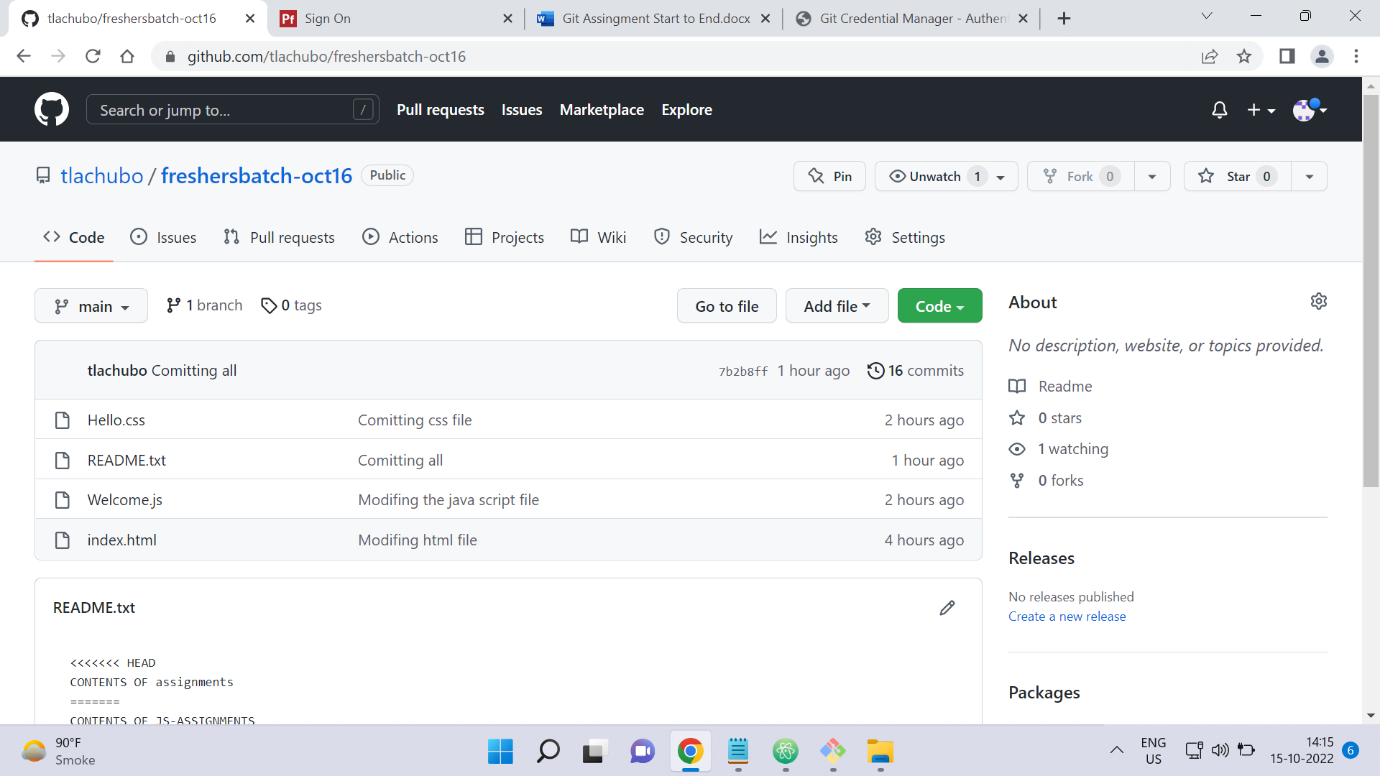 tlachubo/freshersbatch-oct16
Pf Sign On
Git Assingment Start to End.docx
Git Credential Manager - Authen
github.com/tlachubo/freshersbatch-oct16
Search or jump to... /
Pull requests Issues Marketplace Explore
tlachubo / freshersbatch-oct16 Public
Pin Unwatch 1 Fork 0 Star 0
Code Issues Pull requests Actions Projects Wiki Security Insights Settings
main 1 branch 0 tags Go to file Add file Code
tlachubo Comitting all 7b2b8ff 1 hour ago 16 commits
Hello.css Comitting css file 2 hours ago
README.txt Comitting all 1 hour ago
Welcome.js Modifing the java script file 2 hours ago
index.html Modifing html file 4 hours ago
README.txt
<<<<<<< HEAD
CONTENTS OF assignments
=======
CONTENTS OF JS-ASSIGNMENTS
About
No description, website, or topics provided.
Readme
0 stars
1 watching
0 forks
Releases
No releases published
Create a new release
Packages
90°F
Smoke
ENG
US
14:15
15-10-2022
6